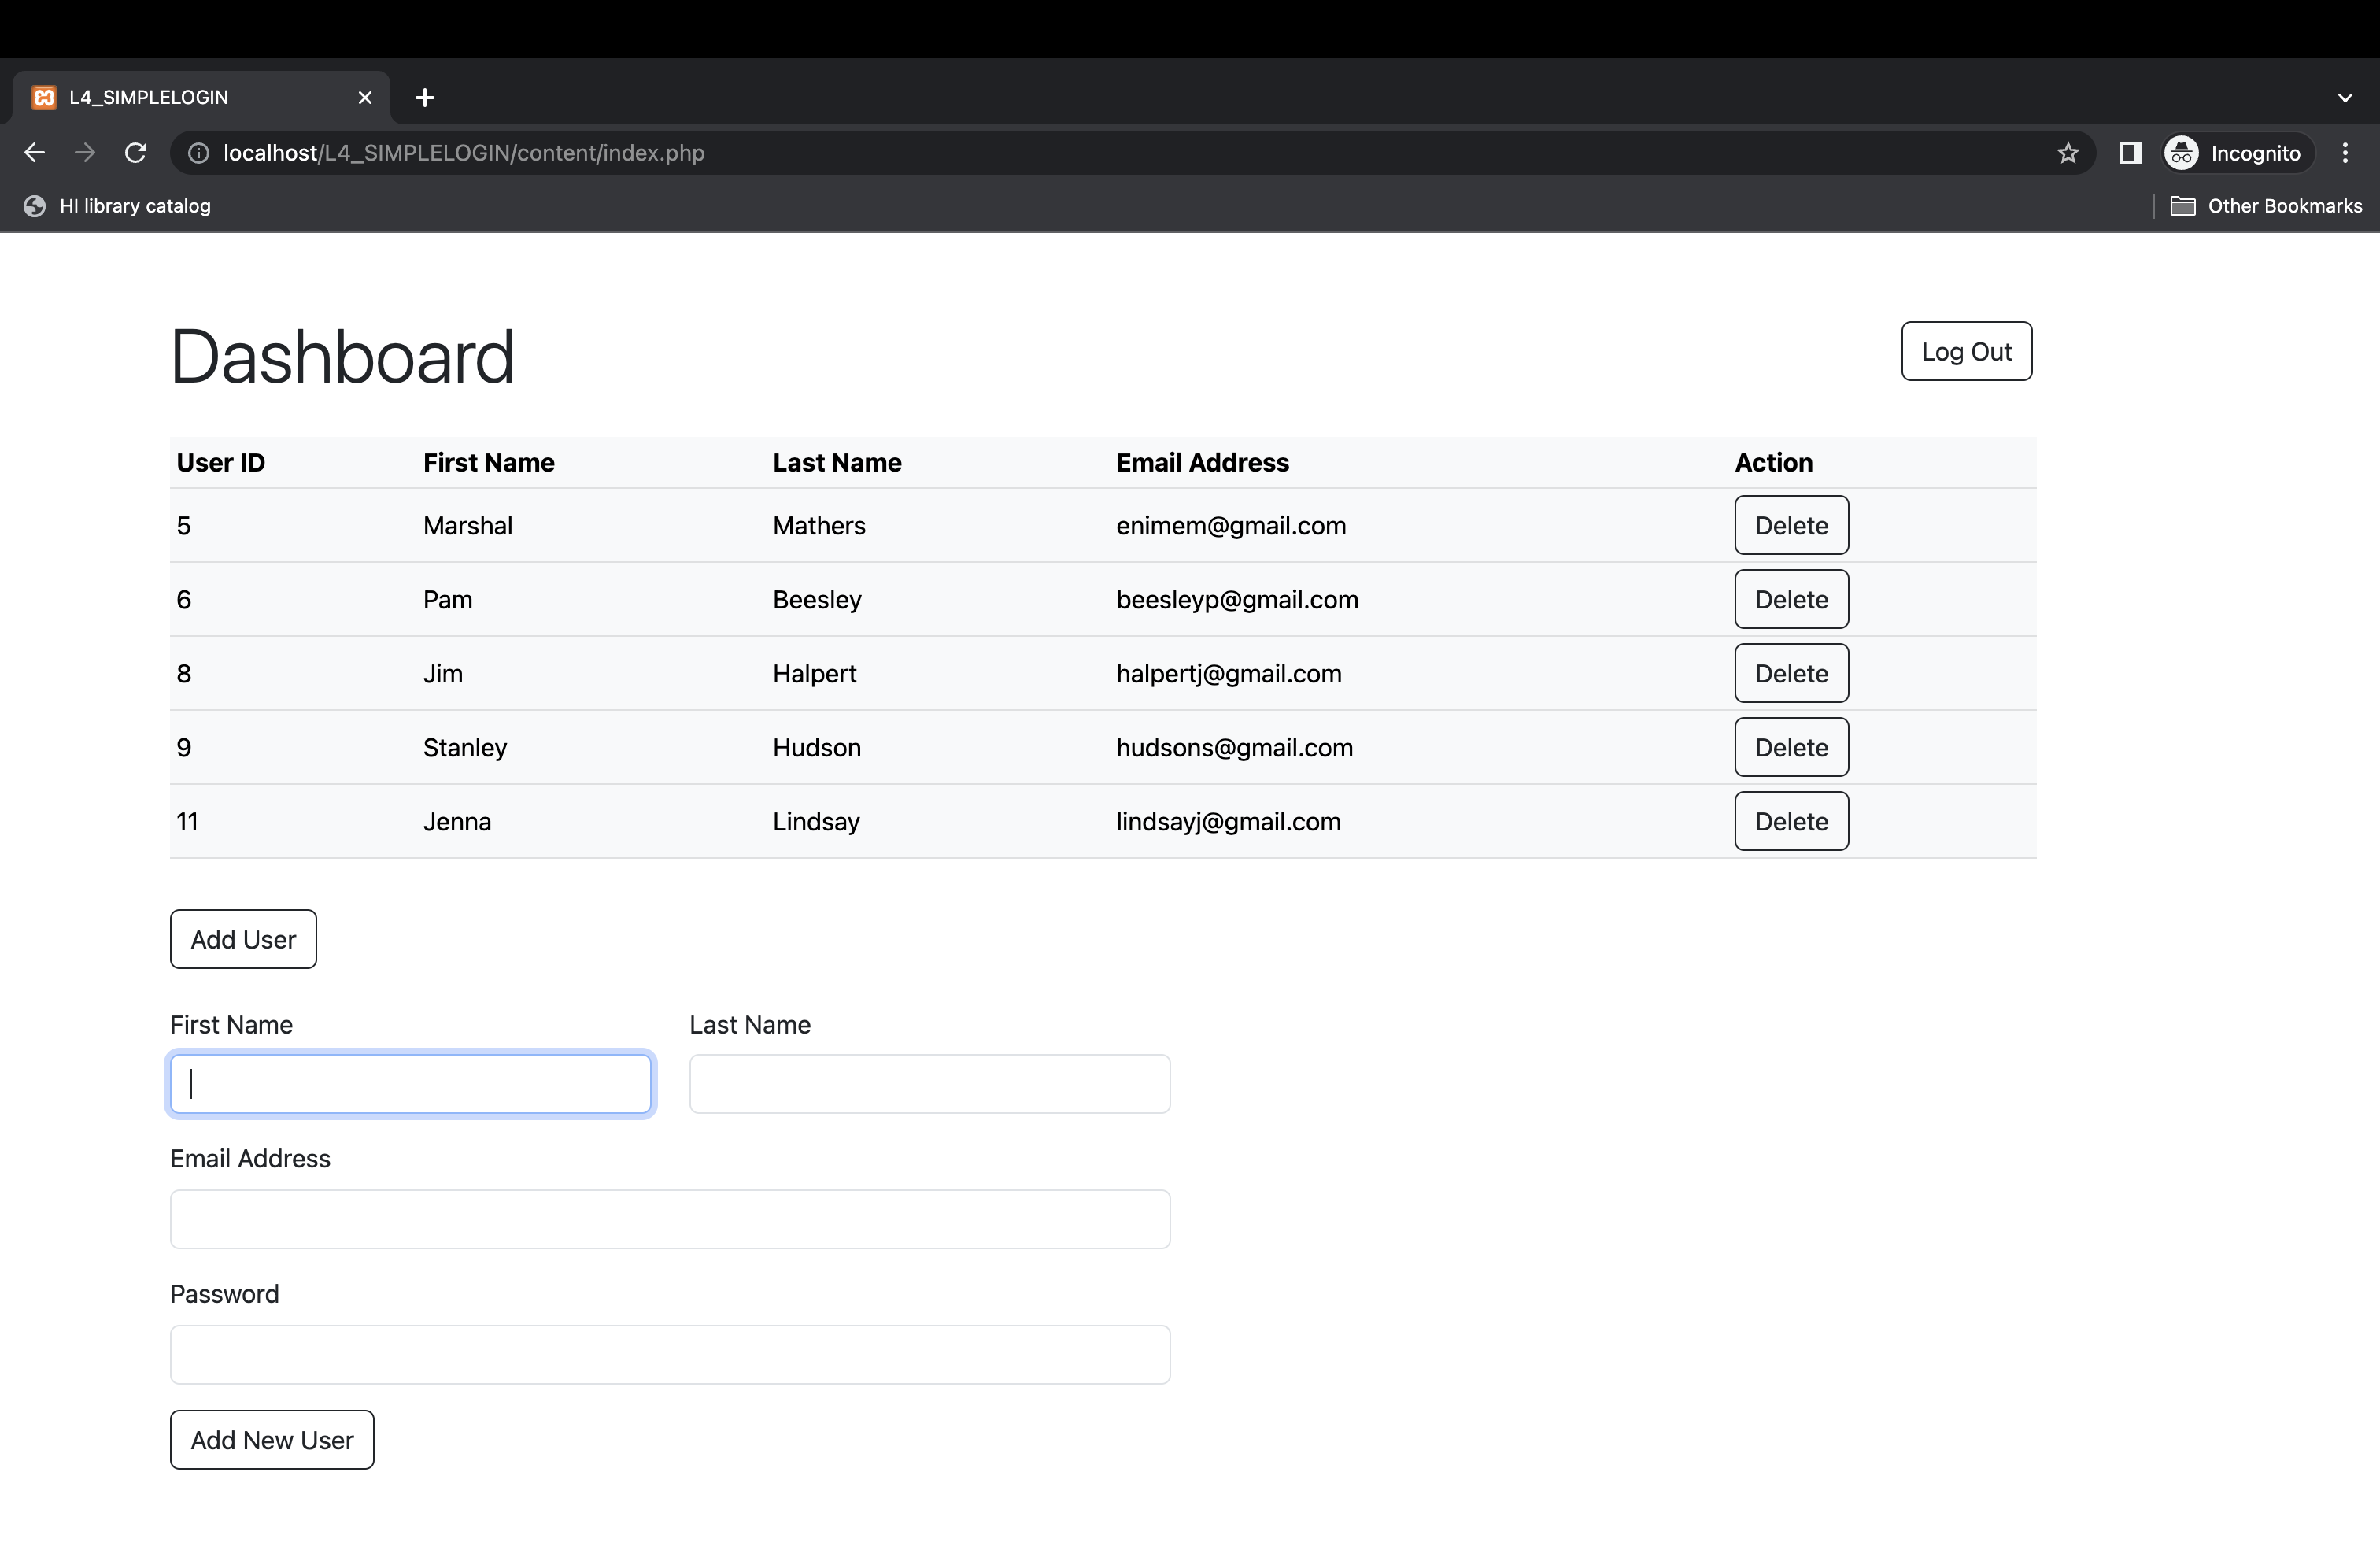 L4_SIMPLELOGIN
localhost/L4_SIMPLELOGIN/content/index.php
Incognito
HI library catalog
Other Bookmarks
Dashboard
Log Out
User ID First Name Last Name Email Address Action
5 Marshal Mathers enimem@gmail.com Delete
6 Pam Beesley beesleyp@gmail.com Delete
8 Jim Halpert halpertj@gmail.com Delete
9 Stanley Hudson hudsons@gmail.com Delete
11 Jenna Lindsay lindsayj@gmail.com Delete
Add User
First Name Last Name
Email Address
Password
Add New User